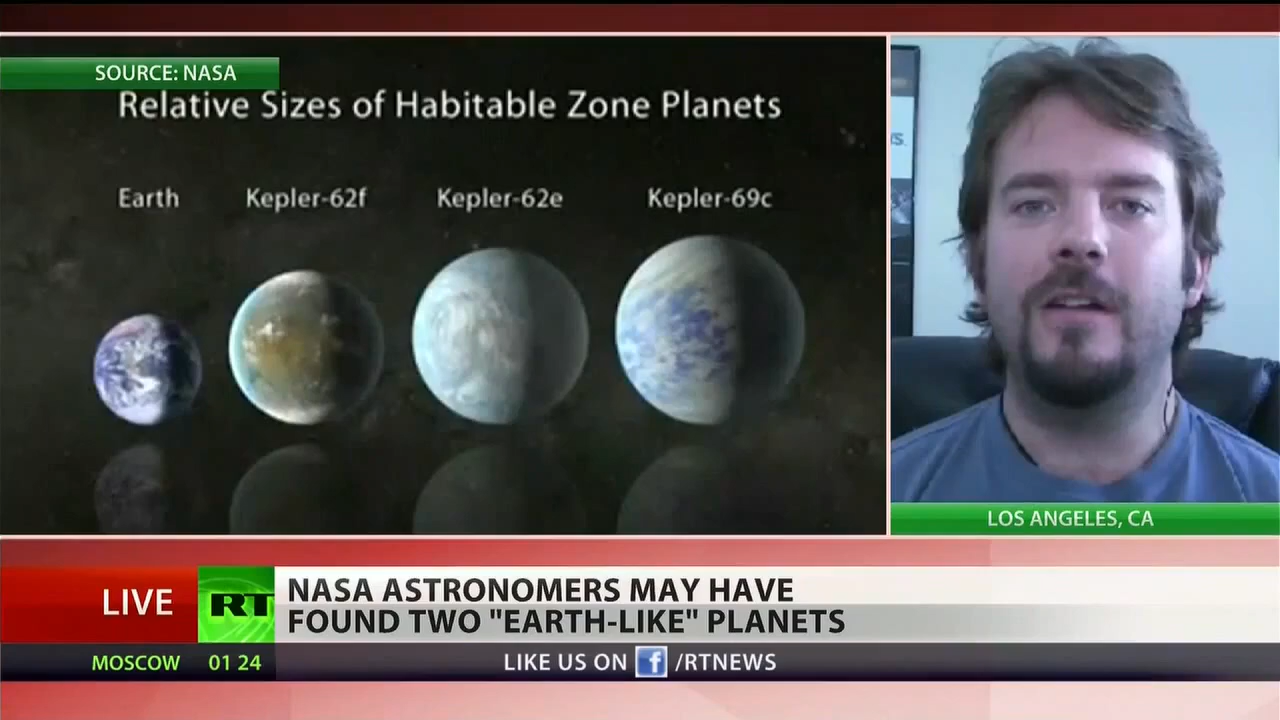 SOURCE: NASA
Relative Sizes of Habitable Zone Planets
Earth
Kepler-62f
Kepler-62e
Kepler-69c
LOS ANGELES, CA
LIVE
RT
NASA ASTRONOMERS MAY HAVE
FOUND TWO "EARTH-LIKE" PLANETS
MOSCOW 01 24
LIKE US ON f /RTNEWS